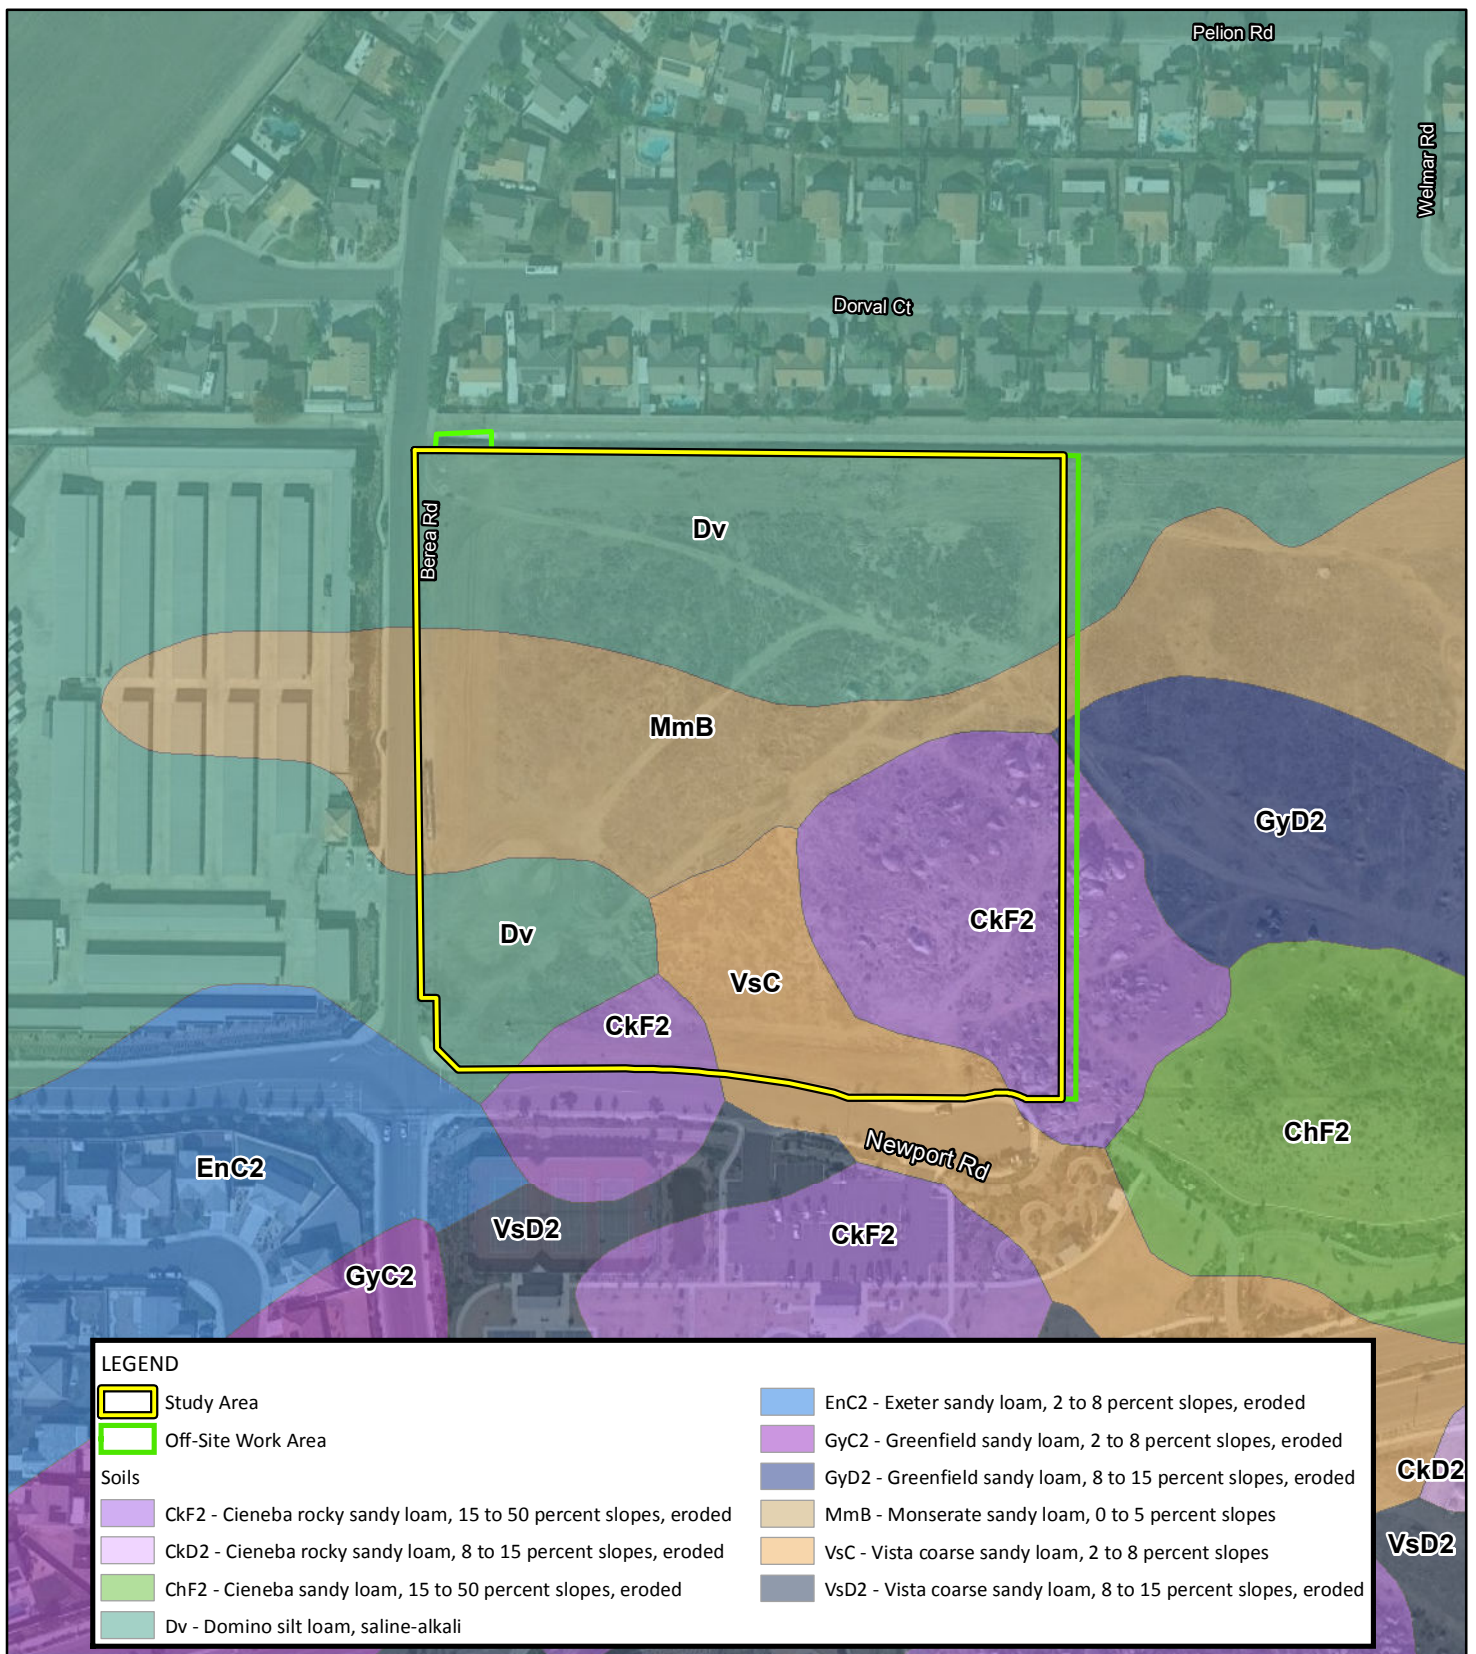 Pelion Rd
Welmar Rd
Dorval Ct
Berea Rd
Dv
MmB
GyD2
CkF2
Dv
VsC
CkF2
ChF2
Newport Rd
EnC2
VsD2
CkF2
GyC2
CkD2
VsD2
LEGEND
Study Area
Off-Site Work Area
Soils
CkF2 - Cieneba rocky sandy loam, 15 to 50 percent slopes, eroded
CkD2 - Cieneba rocky sandy loam, 8 to 15 percent slopes, eroded
ChF2 - Cieneba sandy loam, 15 to 50 percent slopes, eroded
Dv - Domino silt loam, saline-alkali
EnC2 - Exeter sandy loam, 2 to 8 percent slopes, eroded
GyC2 - Greenfield sandy loam, 2 to 8 percent slopes, eroded
GyD2 - Greenfield sandy loam, 8 to 15 percent slopes, eroded
MmB - Monserate sandy loam, 0 to 5 percent slopes
VsC - Vista coarse sandy loam, 2 to 8 percent slopes
VsD2 - Vista coarse sandy loam, 8 to 15 percent slopes, eroded